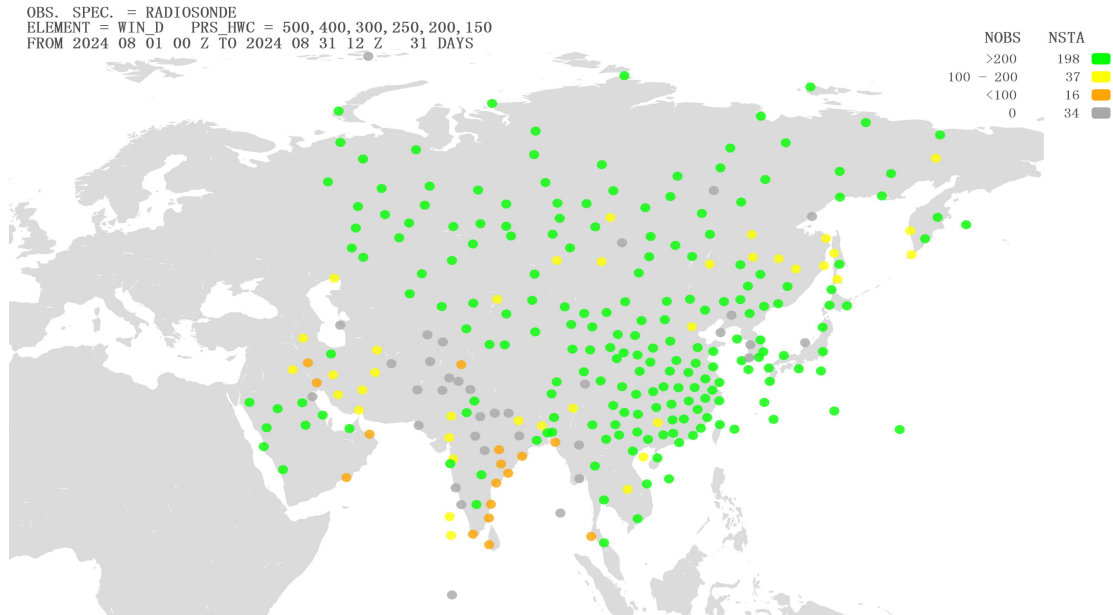 OBS. SPEC. = RADIOSONDE
ELEMENT = WIN_D PRS_HWC = 500,400,300,250,200,150
FROM 2024 08 01 00 Z TO 2024 08 31 12 Z 31 DAYS
NOBS NSTA
>200 198
100 - 200 37
<100 16
0 34